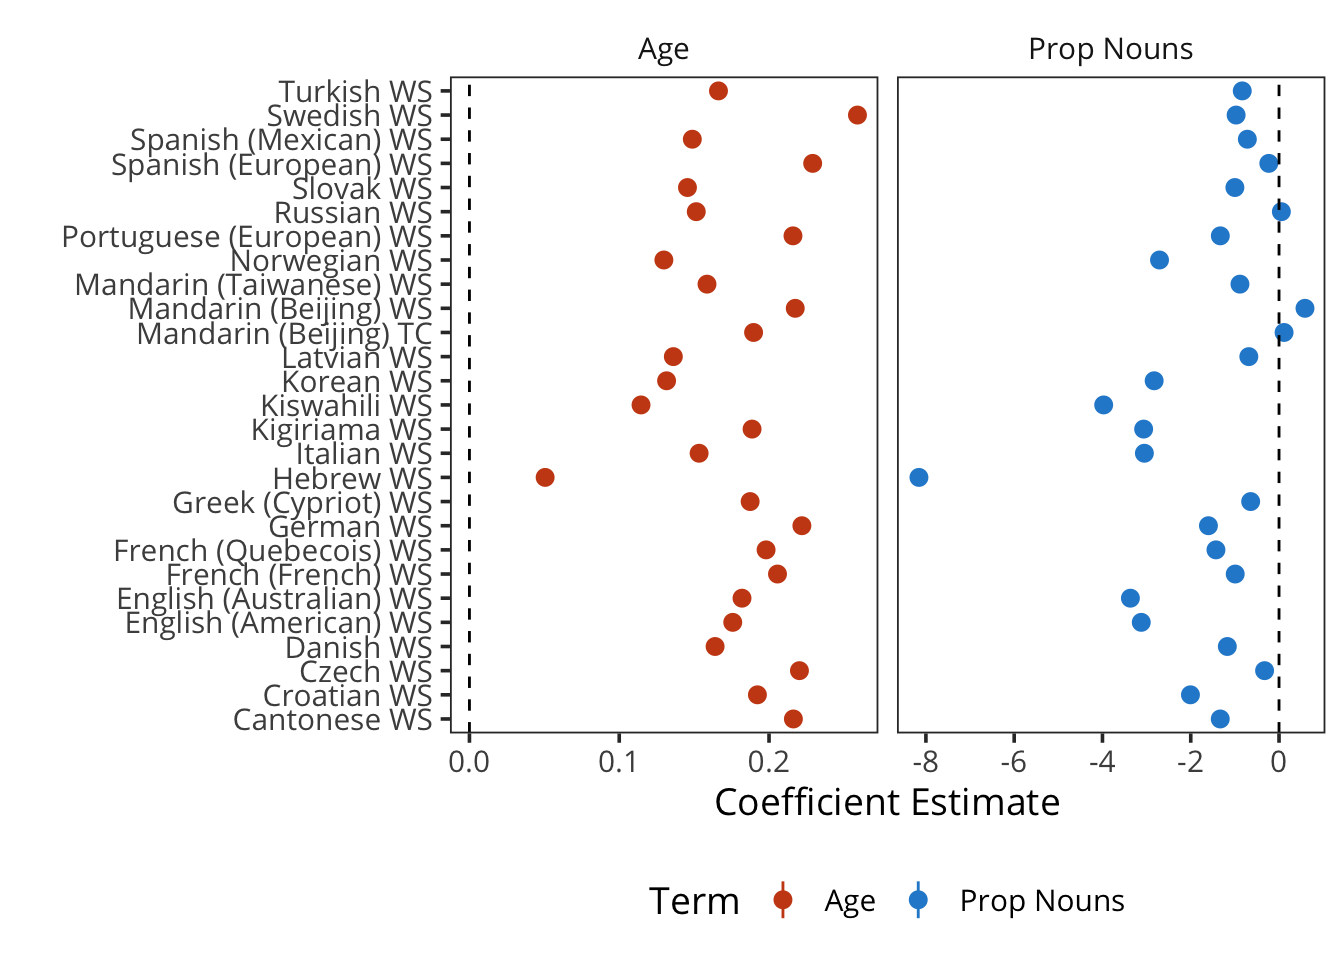 Age Prop Nouns
Turkish WS
Swedish WS
Spanish (Mexican) WS
Spanish (European) WS
Slovak WS
Russian WS
Portuguese (European) WS
Norwegian WS
Mandarin (Taiwanese) WS
Mandarin (Beijing) WS
Mandarin (Beijing) TC
Latvian WS
Korean WS
Kiswahili WS
Kigiriama WS
Italian WS
Hebrew WS
Greek (Cypriot) WS
German WS
French (Quebecois) WS
French (French) WS
English (Australian) WS
English (American) WS
Danish WS
Czech WS
Croatian WS
Cantonese WS
0.0 0.1 0.2 -8 -6 -4 -2 0
Coefficient Estimate
Term Age Prop Nouns